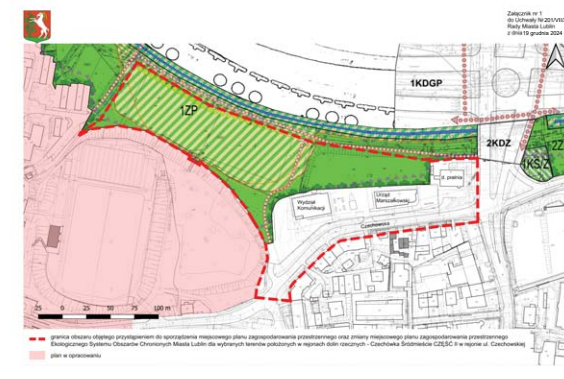 Załącznik nr 1
do Uchwały Nr 201/VII/
Rady Miasta Lublin
z dnia 19 grudnia 2024
1KDGP
1ZP
2KDZ
1KS/Z
2Z
d. pralnia
Urząd
Marszałkowski
Wydział
Komunikacji
Czechowska
25 0 25 50 75 100 m
granica obszaru objętego przystąpieniem do sporządzenia miejscowego planu zagospodarowania przestrzennego oraz zmiany miejscowego planu zagospodarowania przestrzennego
Ekologicznego Systemu Obszarów Chronionych Miasta Lublin dla wybranych terenów położonych w rejonach dolin rzecznych - Czechówka Śródmieście CZĘŚĆ II w rejonie ul. Czechowskiej
plan w opracowaniu